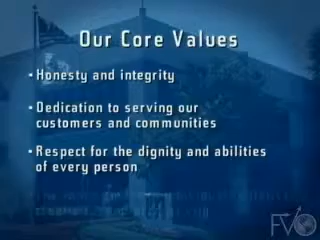 Our Core Values
• Honesty and integrity
• Dedication to serving our
customers and communities
• Respect for the dignity and abilities
of every person
FVO